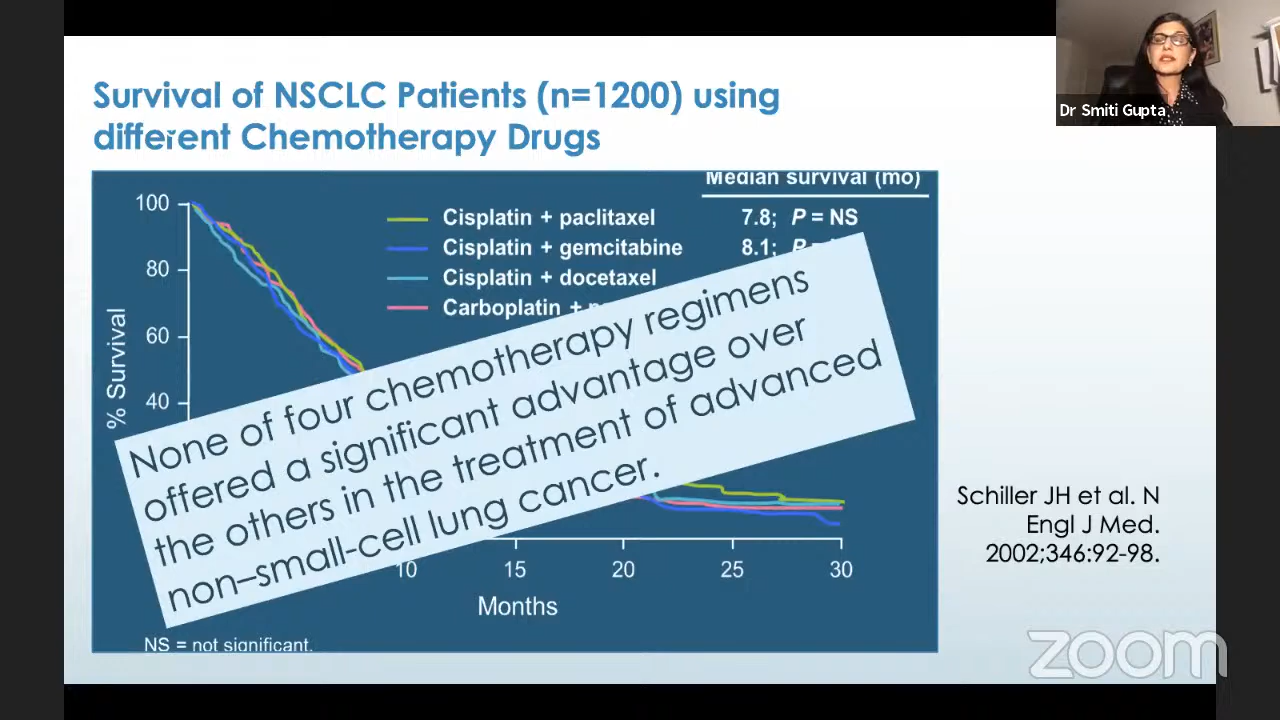 Dr Smiti Gupta
Survival of NSCLC Patients (n=1200) using
different Chemotherapy Drugs
Median survival (mo)
Cisplatin + paclitaxel 7.8; P = NS
Cisplatin + gemcitabine 8.1;
Cisplatin + docetaxel
Carboplatin +
100
80
60
40
% Survival
None of four chemotherapy regimens
offered a significant advantage over
the others in the treatment of advanced
non–small-cell lung cancer.
10 15 20 25 30
Months
NS = not significant.
Schiller JH et al. N
Engl J Med.
2002;346:92-98.
zoom